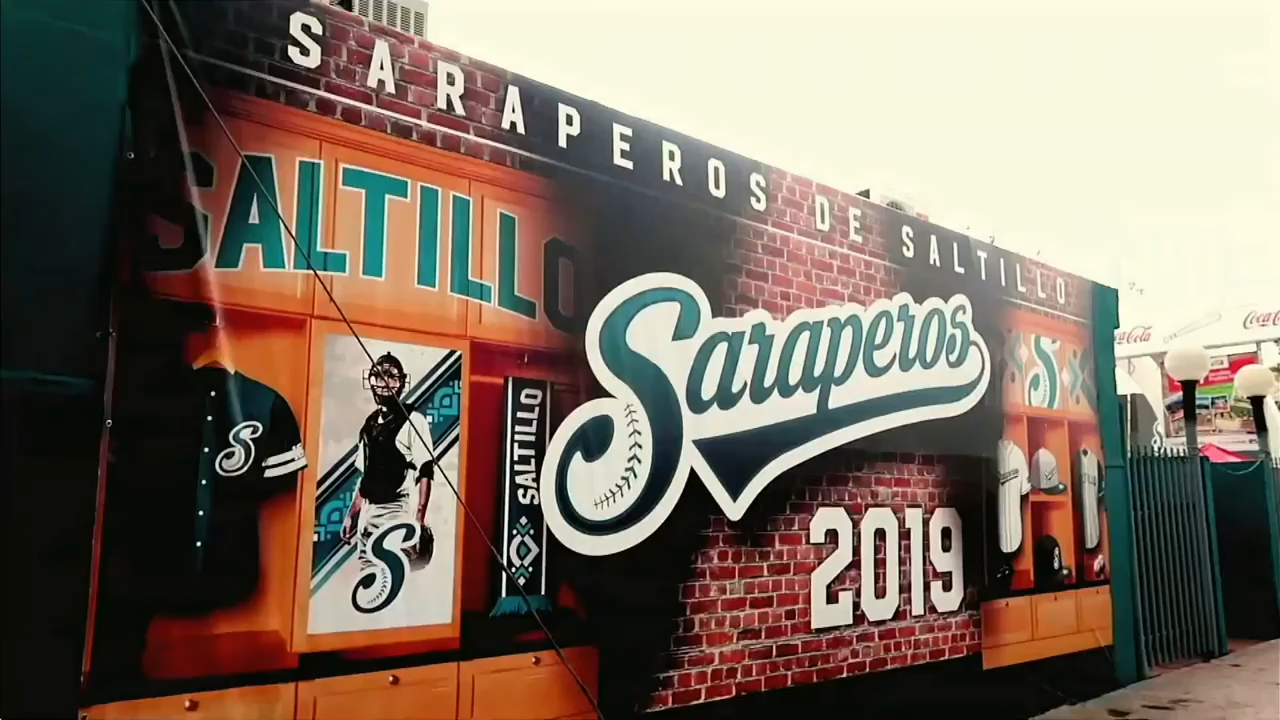 SARAPEROS DE SALTILLO
SALTILLO
Saraperos
2019
SALTILLO
S
S
S
Coca-Cola
Coca-Cola